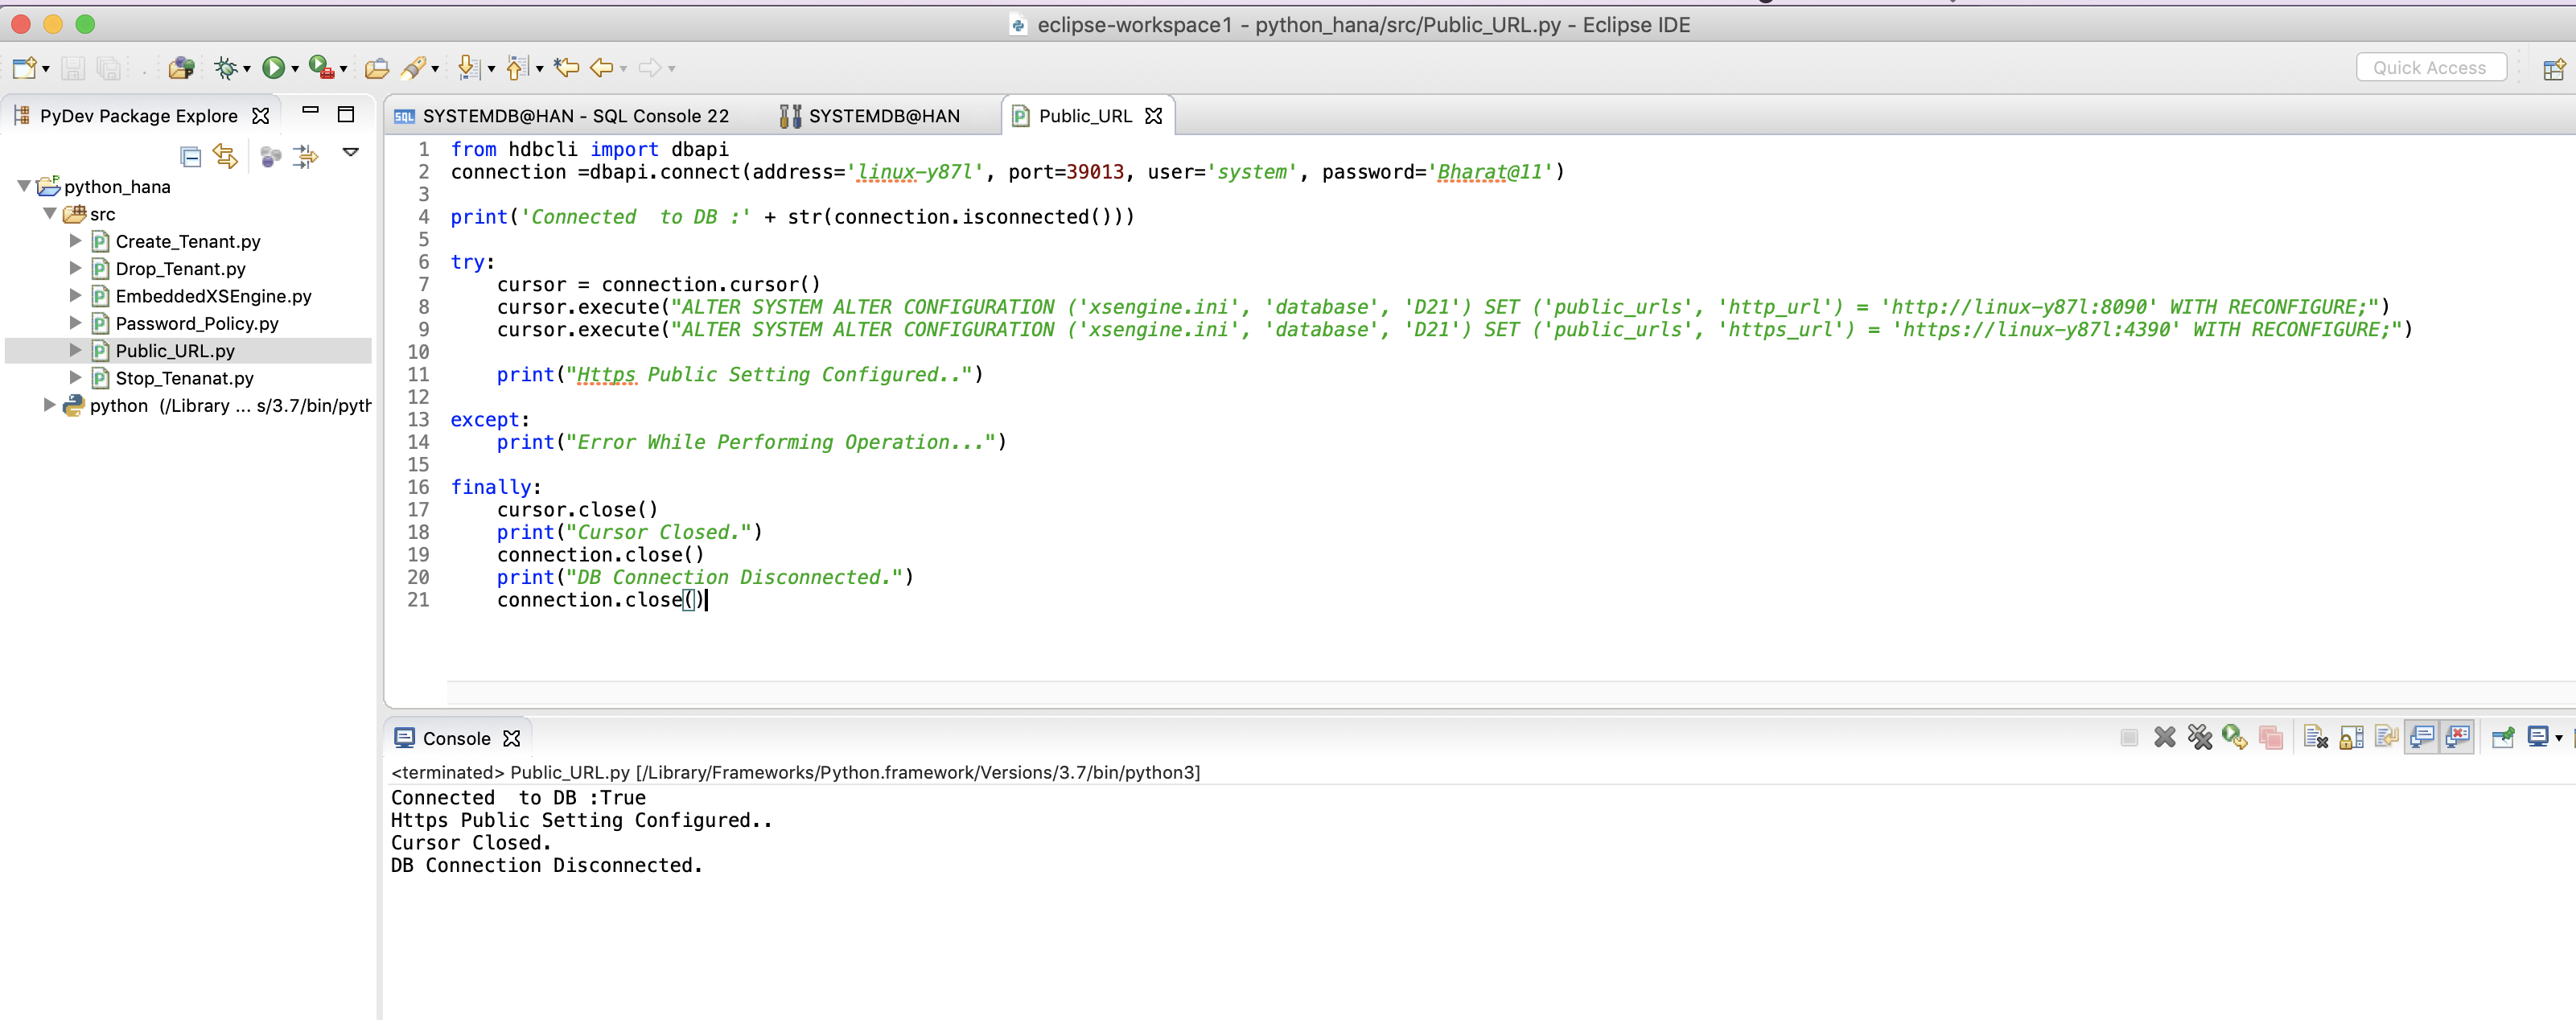 eclipse-workspace1 - python_hana/src/Public_URL.py - Eclipse IDE
Quick Access
PyDev Package Explore
SYSTEMDB@HAN - SQL Console 22
SYSTEMDB@HAN
Public_URL
python_hana
src
Create_Tenant.py
Drop_Tenant.py
EmbeddedXSEngine.py
Password_Policy.py
Public_URL.py
Stop_Tenanat.py
python (/Library ... s/3.7/bin/pyth
1 from hdbcli import dbapi
2 connection =dbapi.connect(address='linux-y87l', port=39013, user='system', password='Bharat@11')
3
4 print('Connected  to DB :' + str(connection.isconnected()))
5
6 try:
7     cursor = connection.cursor()
8     cursor.execute("ALTER SYSTEM ALTER CONFIGURATION ('xsengine.ini', 'database', 'D21') SET ('public_urls', 'http_url') = 'http://linux-y87l:8090' WITH RECONFIGURE;")
9     cursor.execute("ALTER SYSTEM ALTER CONFIGURATION ('xsengine.ini', 'database', 'D21') SET ('public_urls', 'https_url') = 'https://linux-y87l:4390' WITH RECONFIGURE;")
10
11     print("Https Public Setting Configured..")
12
13 except:
14     print("Error While Performing Operation...")
15
16 finally:
17     cursor.close()
18     print("Cursor Closed.")
19     connection.close()
20     print("DB Connection Disconnected.")
21     connection.close()
Console
<terminated> Public_URL.py [/Library/Frameworks/Python.framework/Versions/3.7/bin/python3]
Connected  to DB :True
Https Public Setting Configured..
Cursor Closed.
DB Connection Disconnected.